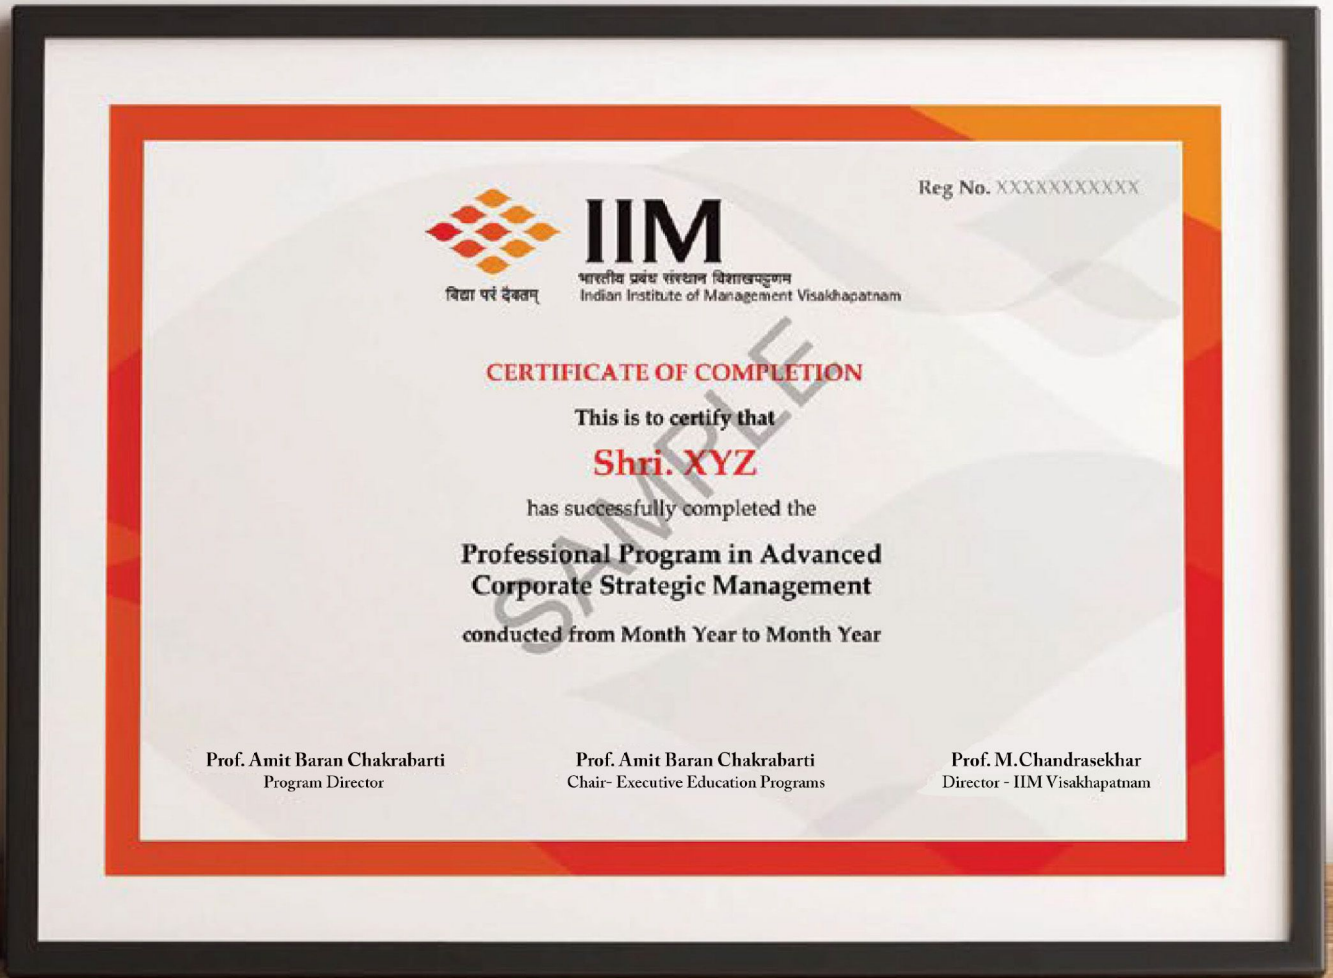 Reg No. XXXXXXXXXXX
IIM
भारतीय प्रबंध संस्थान विशाखपट्टणम
विद्या परं दैवतम्
Indian Institute of Management Visakhapatnam
CERTIFICATE OF COMPLETION
This is to certify that
Shri. XYZ
has successfully completed the
Professional Program in Advanced
Corporate Strategic Management
conducted from Month Year to Month Year
SAMPLE
Prof. Amit Baran Chakrabarti
Program Director
Prof. Amit Baran Chakrabarti
Chair- Executive Education Programs
Prof. M.Chandrasekhar
Director - IIM Visakhapatnam